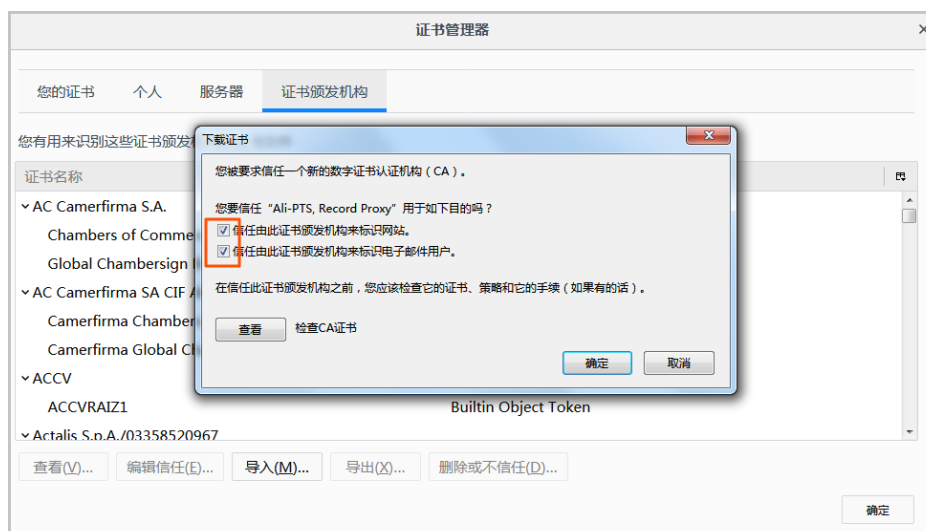 证书管理器
您的证书 个人 服务器 证书颁发机构
您有用来识别这些证书颁发
证书名称
AC Camerfirma S.A.
Chambers of Comme
Global Chambersign
AC Camerfirma SA CIF
Camerfirma Chamber
Camerfirma Global
ACCV
ACCVRAIZ1 Builtin Object Token
Actalis S.p.A./03358520967
下载证书
您被要求信任一个新的数字证书认证机构(CA)。
您要信任“Ali-PTS, Record Proxy”用于如下目的吗?
信任由此证书颁发机构来标识网站。
信任由此证书颁发机构来标识电子邮件用户。
在信任此证书颁发机构之前,您应该检查它的证书、策略和它的手续(如果有的话)。
查看 检查CA证书
确定 取消
查看(V)... 编辑信任(E)... 导入(M)... 导出(X)... 删除或不信任(D)...
确定